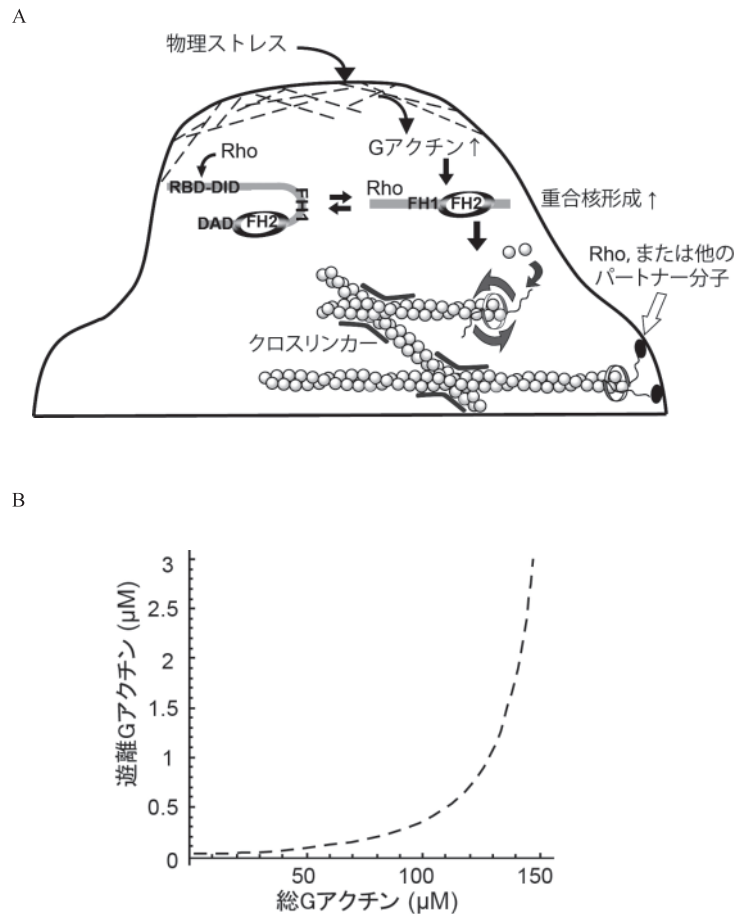 A
物理ストレス
Gアクチン↑
Rho
RBD-DID
FH1
DAD
FH2
Rho
FH1
FH2
重合核形成↑
Rho, または他の
パートナー分子
クロスリンカー
B
遊離Gアクチン (μM)
3
2.5
2
1.5
1
0.5
0
50
100
150
総Gアクチン (μM)